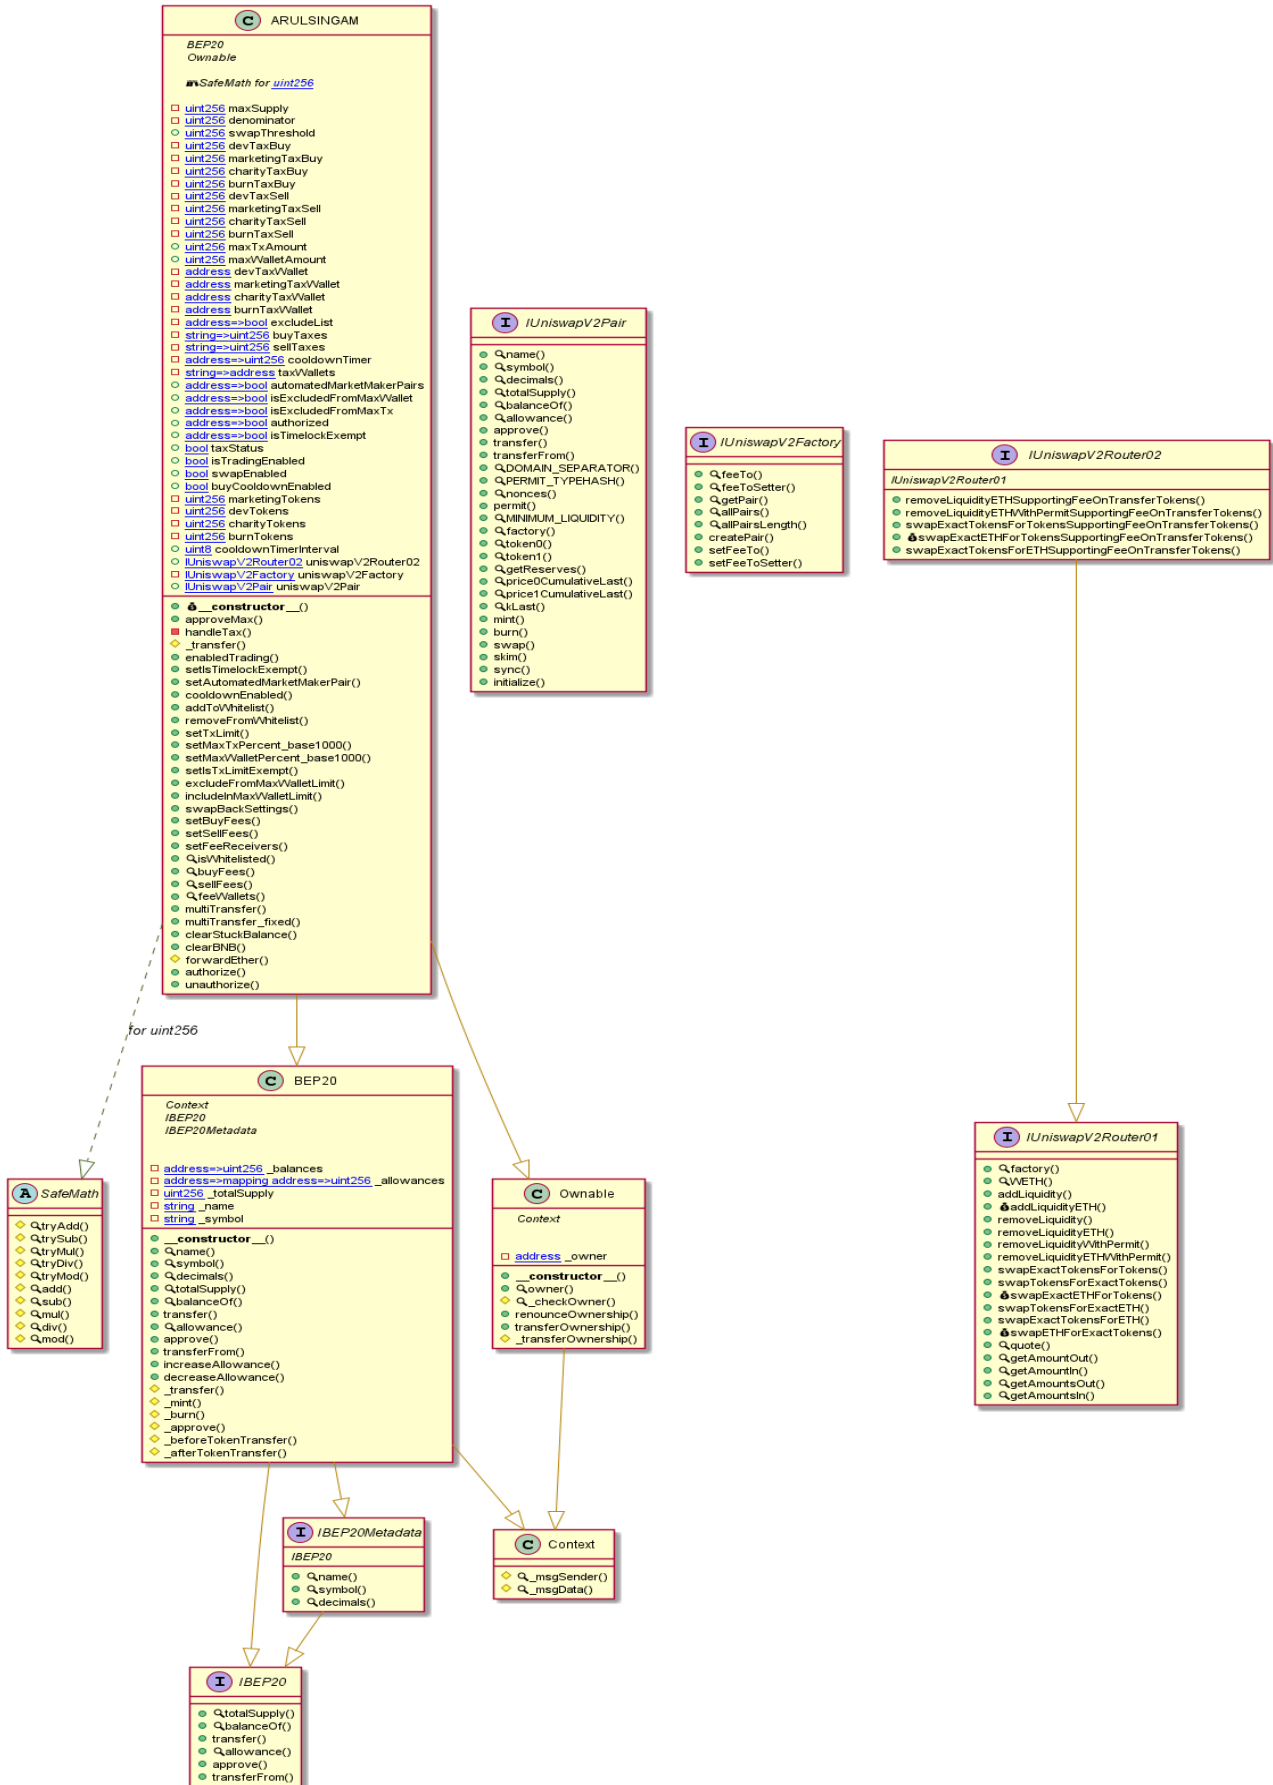 C ARULSINGAM
BEP20
Ownable
SafeMath for uint256
uint256 maxSupply
uint256 denominator
uint256 swapThreshold
uint256 devTaxBuy
uint256 marketingTaxBuy
uint256 charityTaxBuy
uint256 burnTaxBuy
uint256 devTaxSell
uint256 marketingTaxSell
uint256 charityTaxSell
uint256 burnTaxSell
uint256 maxTxAmount
uint256 maxWalletAmount
address devTaxWallet
address marketingTaxWallet
address charityTaxWallet
address burnTaxWallet
address=>bool excludeList
string=>uint256 buyTaxes
string=>uint256 sellTaxes
address=>uint256 cooldownTimer
string=>address taxWallets
address=>bool automatedMarketMakerPairs
address=>bool isExcludedFromMaxWallet
address=>bool isExcludedFromMaxTx
address=>bool authorized
address=>bool isTimelockExempt
bool taxStatus
bool isTradingEnabled
bool swapEnabled
bool buyCooldownEnabled
uint256 marketingTokens
uint256 devTokens
uint256 charityTokens
uint256 burnTokens
uint8 cooldownTimerInterval
IUniswapV2Router02 uniswapV2Router02
IUniswapV2Factory uniswapV2Factory
IUniswapV2Pair uniswapV2Pair
__constructor__()
approveMax()
handleTax()
_transfer()
enabledTrading()
setIsTimelockExempt()
setAutomatedMarketMakerPair()
cooldownEnabled()
addToWhitelist()
removeFromWhitelist()
setTxLimit()
setMaxTxPercent_base1000()
setMaxWalletPercent_base1000()
setIsTxLimitExempt()
excludeFromMaxWalletLimit()
includeInMaxWalletLimit()
swapBackSettings()
setBuyFees()
setSellFees()
setFeeReceivers()
isWhitelisted()
buyFees()
sellFees()
feeWallets()
multiTransfer()
multiTransfer_fixed()
clearStuckBalance()
clearBNB()
forwardEther()
authorize()
unauthorize()
I IUniswapV2Pair
name()
symbol()
decimals()
totalSupply()
balanceOf()
allowance()
approve()
transfer()
transferFrom()
DOMAIN_SEPARATOR()
PERMIT_TYPEHASH()
nonces()
permit()
MINIMUM_LIQUIDITY()
factory()
token0()
token1()
getReserves()
price0CumulativeLast()
price1CumulativeLast()
kLast()
mint()
burn()
swap()
skim()
sync()
initialize()
I IUniswapV2Factory
feeTo()
feeToSetter()
getPair()
allPairs()
allPairsLength()
createPair()
setFeeTo()
setFeeToSetter()
I IUniswapV2Router02
IUniswapV2Router01
removeLiquidityETHSupportingFeeOnTransferTokens()
removeLiquidityETHWithPermitSupportingFeeOnTransferTokens()
swapExactTokensForTokensSupportingFeeOnTransferTokens()
swapExactETHForTokensSupportingFeeOnTransferTokens()
swapExactTokensForETHSupportingFeeOnTransferTokens()
for uint256
A SafeMath
tryAdd()
trySub()
tryMul()
tryDiv()
tryMod()
add()
sub()
mul()
div()
mod()
C BEP20
Context
IBEP20
IBEP20Metadata
address=>uint256 _balances
address=>mapping address=>uint256 _allowances
uint256 _totalSupply
string _name
string _symbol
__constructor__()
name()
symbol()
decimals()
totalSupply()
balanceOf()
transfer()
allowance()
approve()
transferFrom()
increaseAllowance()
decreaseAllowance()
_transfer()
_mint()
_burn()
_approve()
_beforeTokenTransfer()
_afterTokenTransfer()
C Ownable
Context
address _owner
__constructor__()
owner()
_checkOwner()
renounceOwnership()
transferOwnership()
_transferOwnership()
I IUniswapV2Router01
factory()
WETH()
addLiquidity()
addLiquidityETH()
removeLiquidity()
removeLiquidityETH()
removeLiquidityWithPermit()
removeLiquidityETHWithPermit()
swapExactTokensForTokens()
swapTokensForExactTokens()
swapExactETHForTokens()
swapTokensForExactETH()
swapExactTokensForETH()
swapETHForExactTokens()
quote()
getAmountOut()
getAmountIn()
getAmountsOut()
getAmountsIn()
I IBEP20Metadata
IBEP20
name()
symbol()
decimals()
C Context
_msgSender()
_msgData()
I IBEP20
totalSupply()
balanceOf()
transfer()
allowance()
approve()
transferFrom()